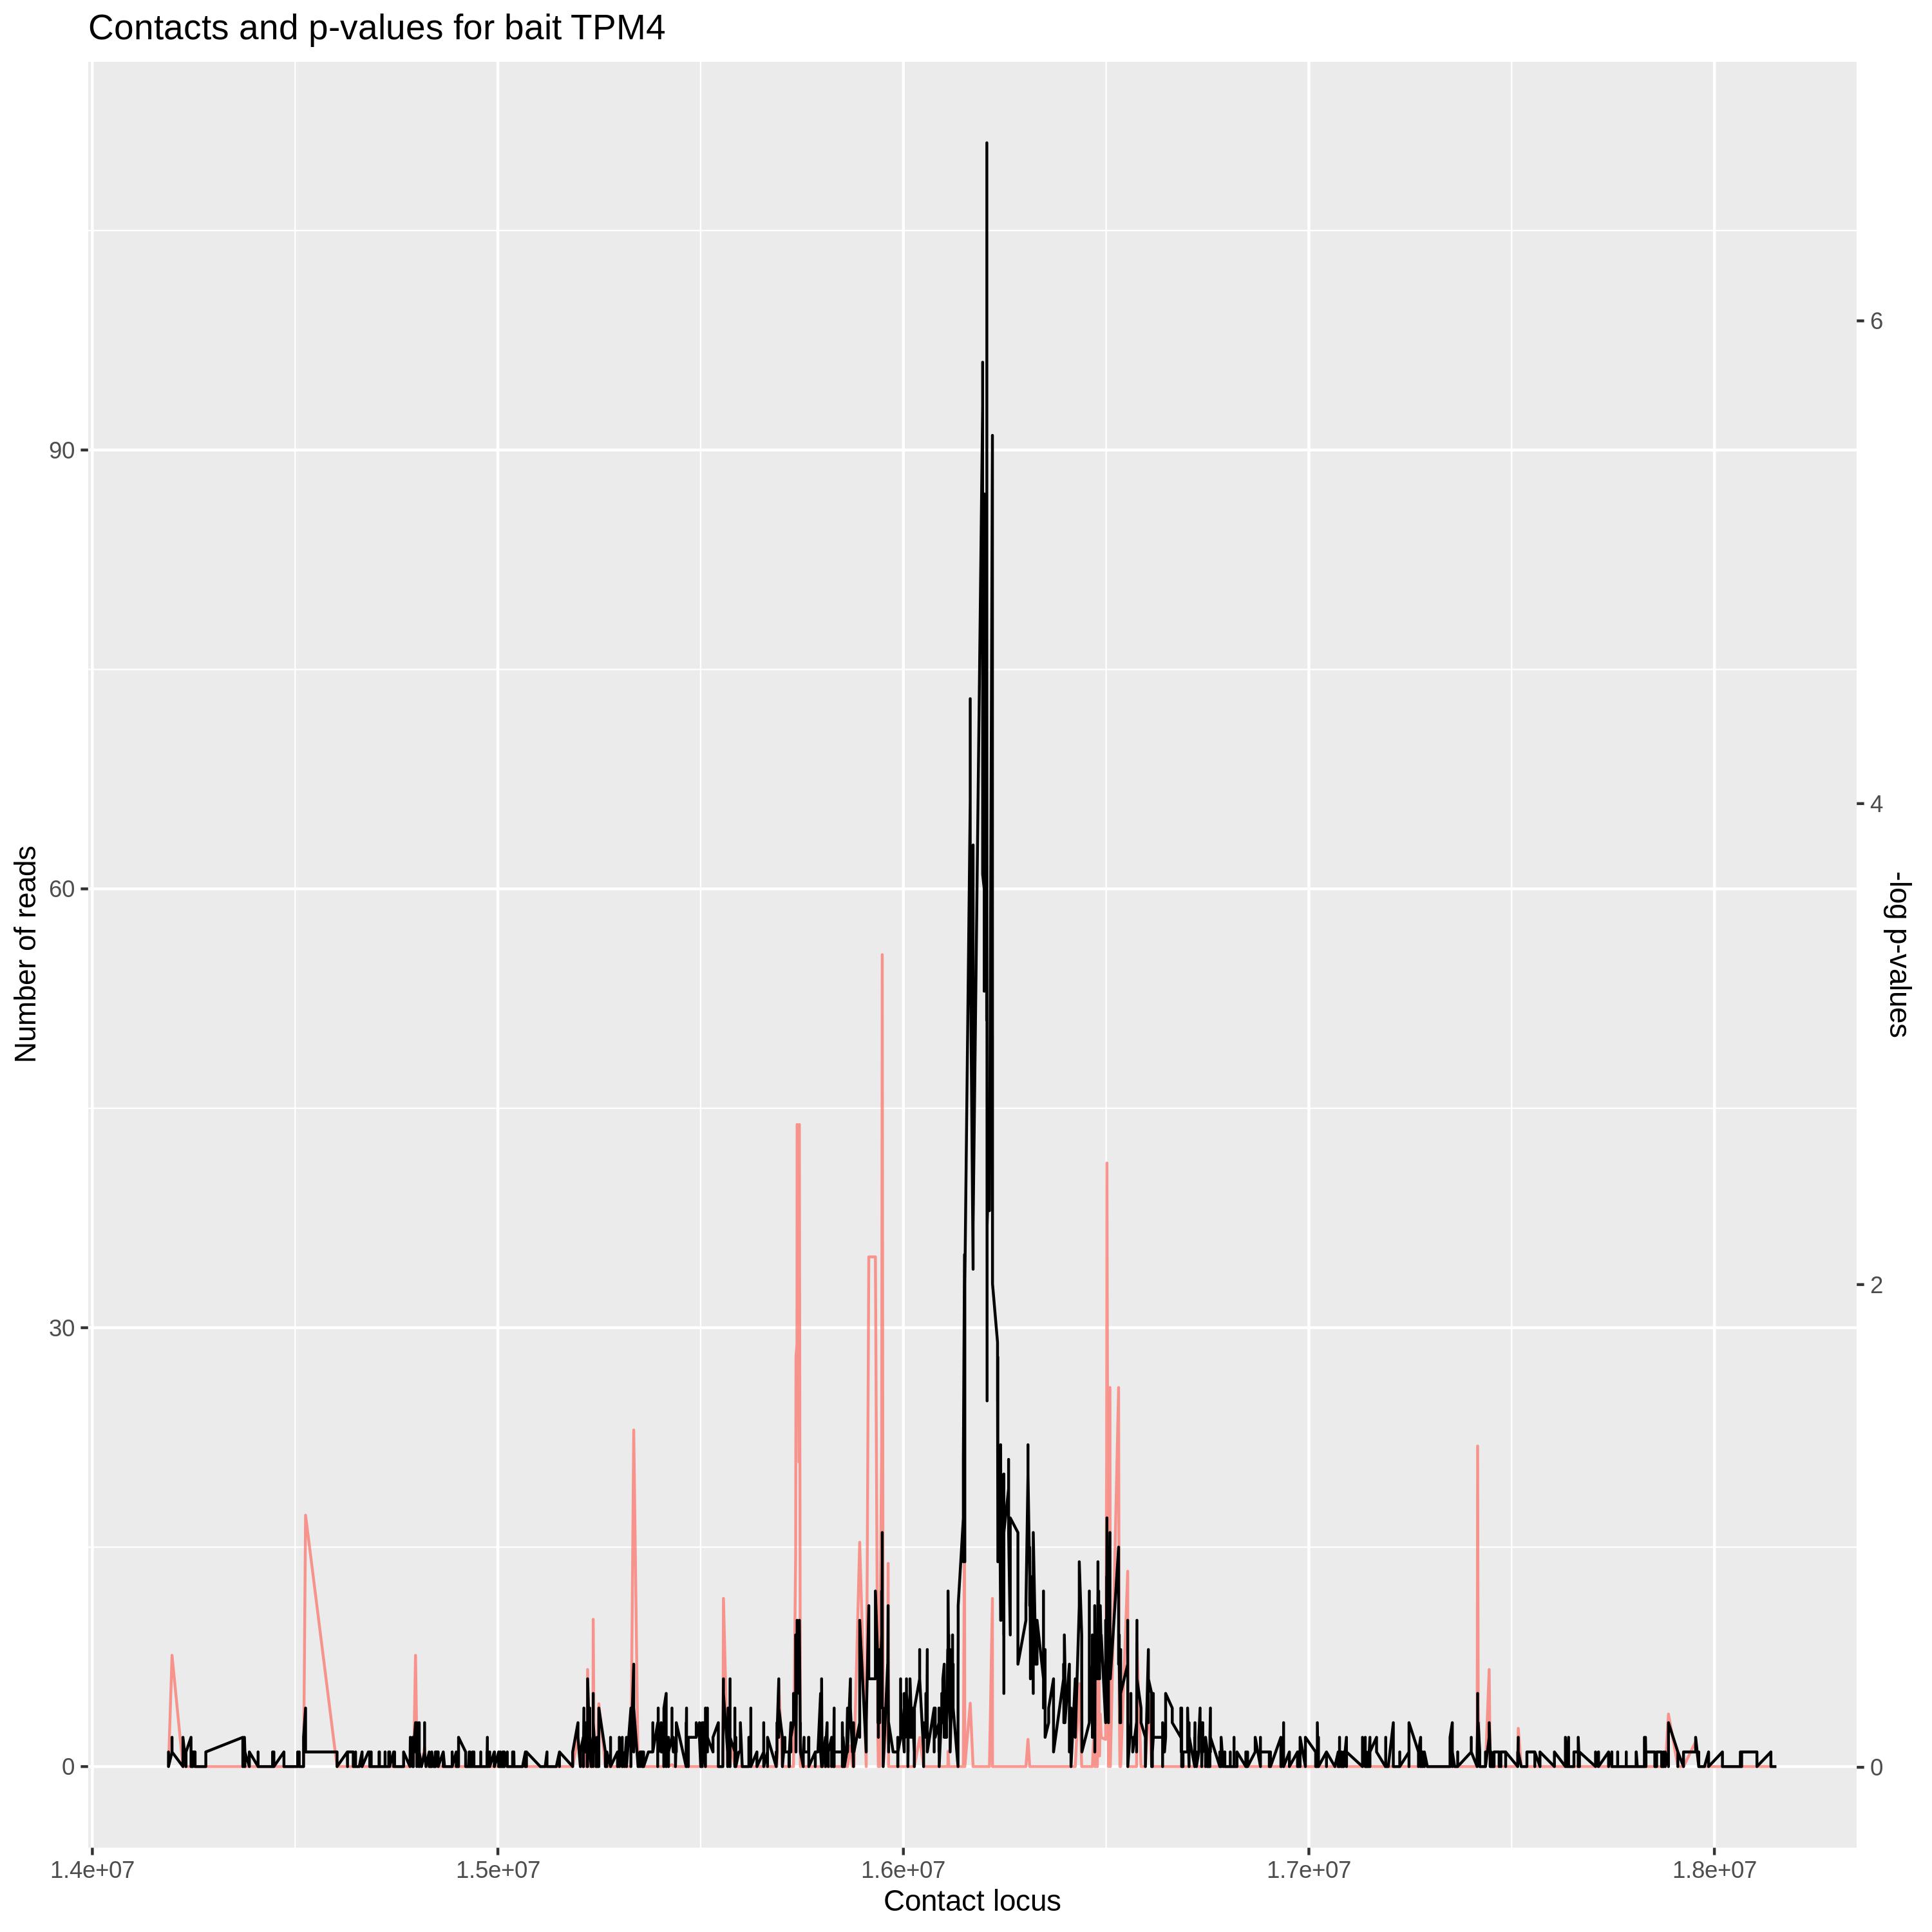 Contacts and p-values for bait TPM4
Number of reads
90
60
30
0
6
4
2
0
-log p-values
1.4e+07
1.5e+07
1.6e+07
1.7e+07
1.8e+07
Contact locus